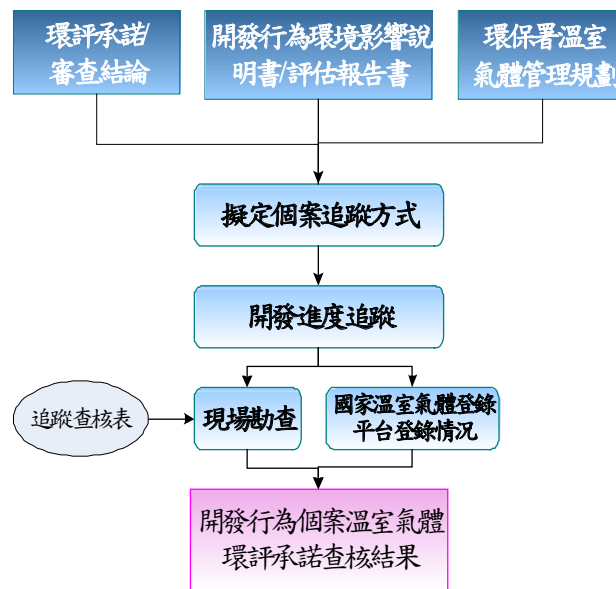 環評承諾/
審查結論
開發行為環境影響說
明書/評估報告書
環保署溫室
氣體管理規劃
擬定個案追蹤方式
開發進度追蹤
追蹤查核表
現場勘查
國家溫室氣體登錄
平台登錄情況
開發行為個案溫室氣體
環評承諾查核結果